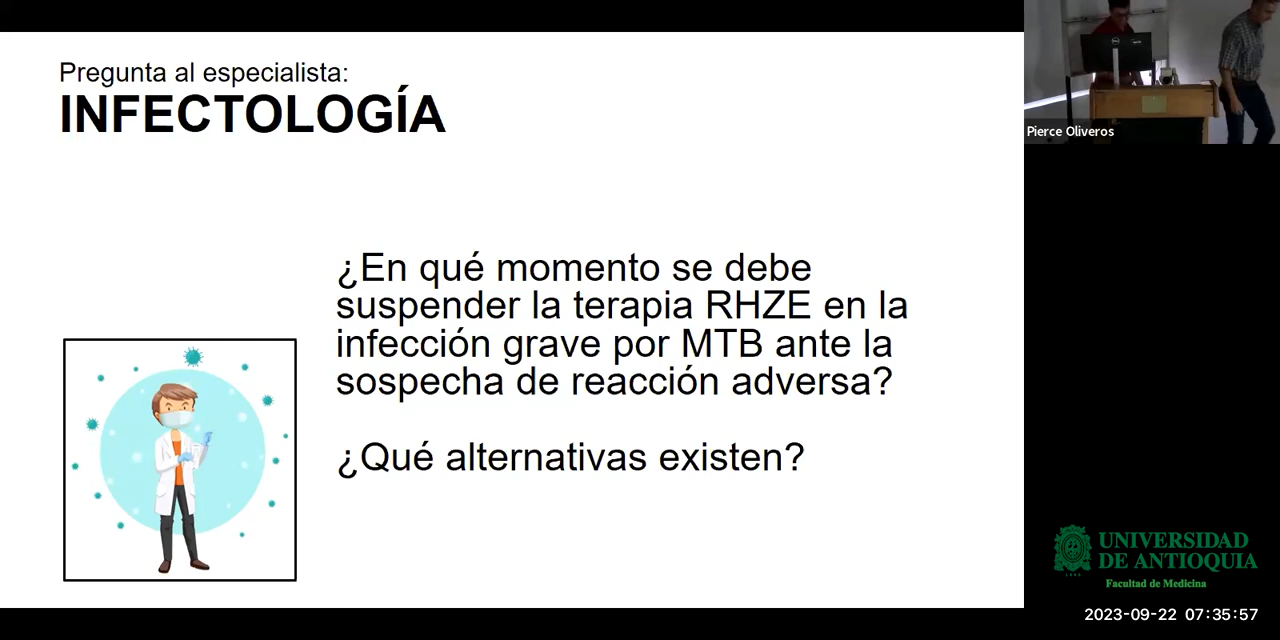 Pregunta al especialista:
INFECTOLOGÍA
¿En qué momento se debe
suspender la terapia RHZE en la
infección grave por MTB ante la
sospecha de reacción adversa?
¿Qué alternativas existen?
Pierce Oliveros
UNIVERSIDAD
DE ANTIOQUIA
Facultad de Medicina
2023-09-22 07:35:57